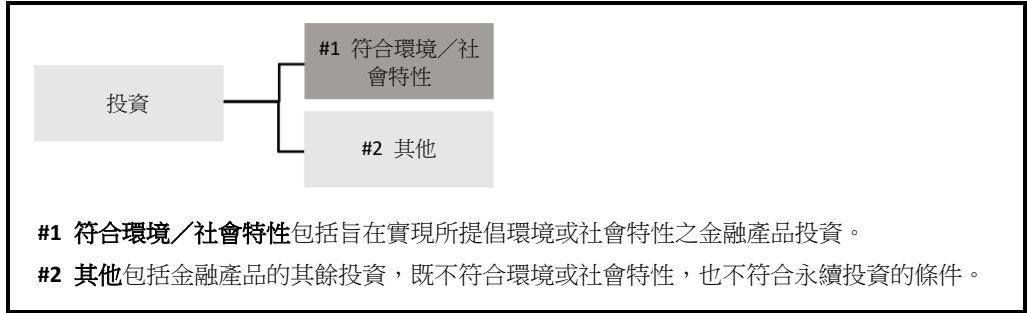 #1 符合環境／社
會特性
投資
#2 其他
#1 符合環境／社會特性包括旨在實現所提倡環境或社會特性之金融產品投資。
#2 其他包括金融產品的其餘投資，既不符合環境或社會特性，也不符合永續投資的條件。